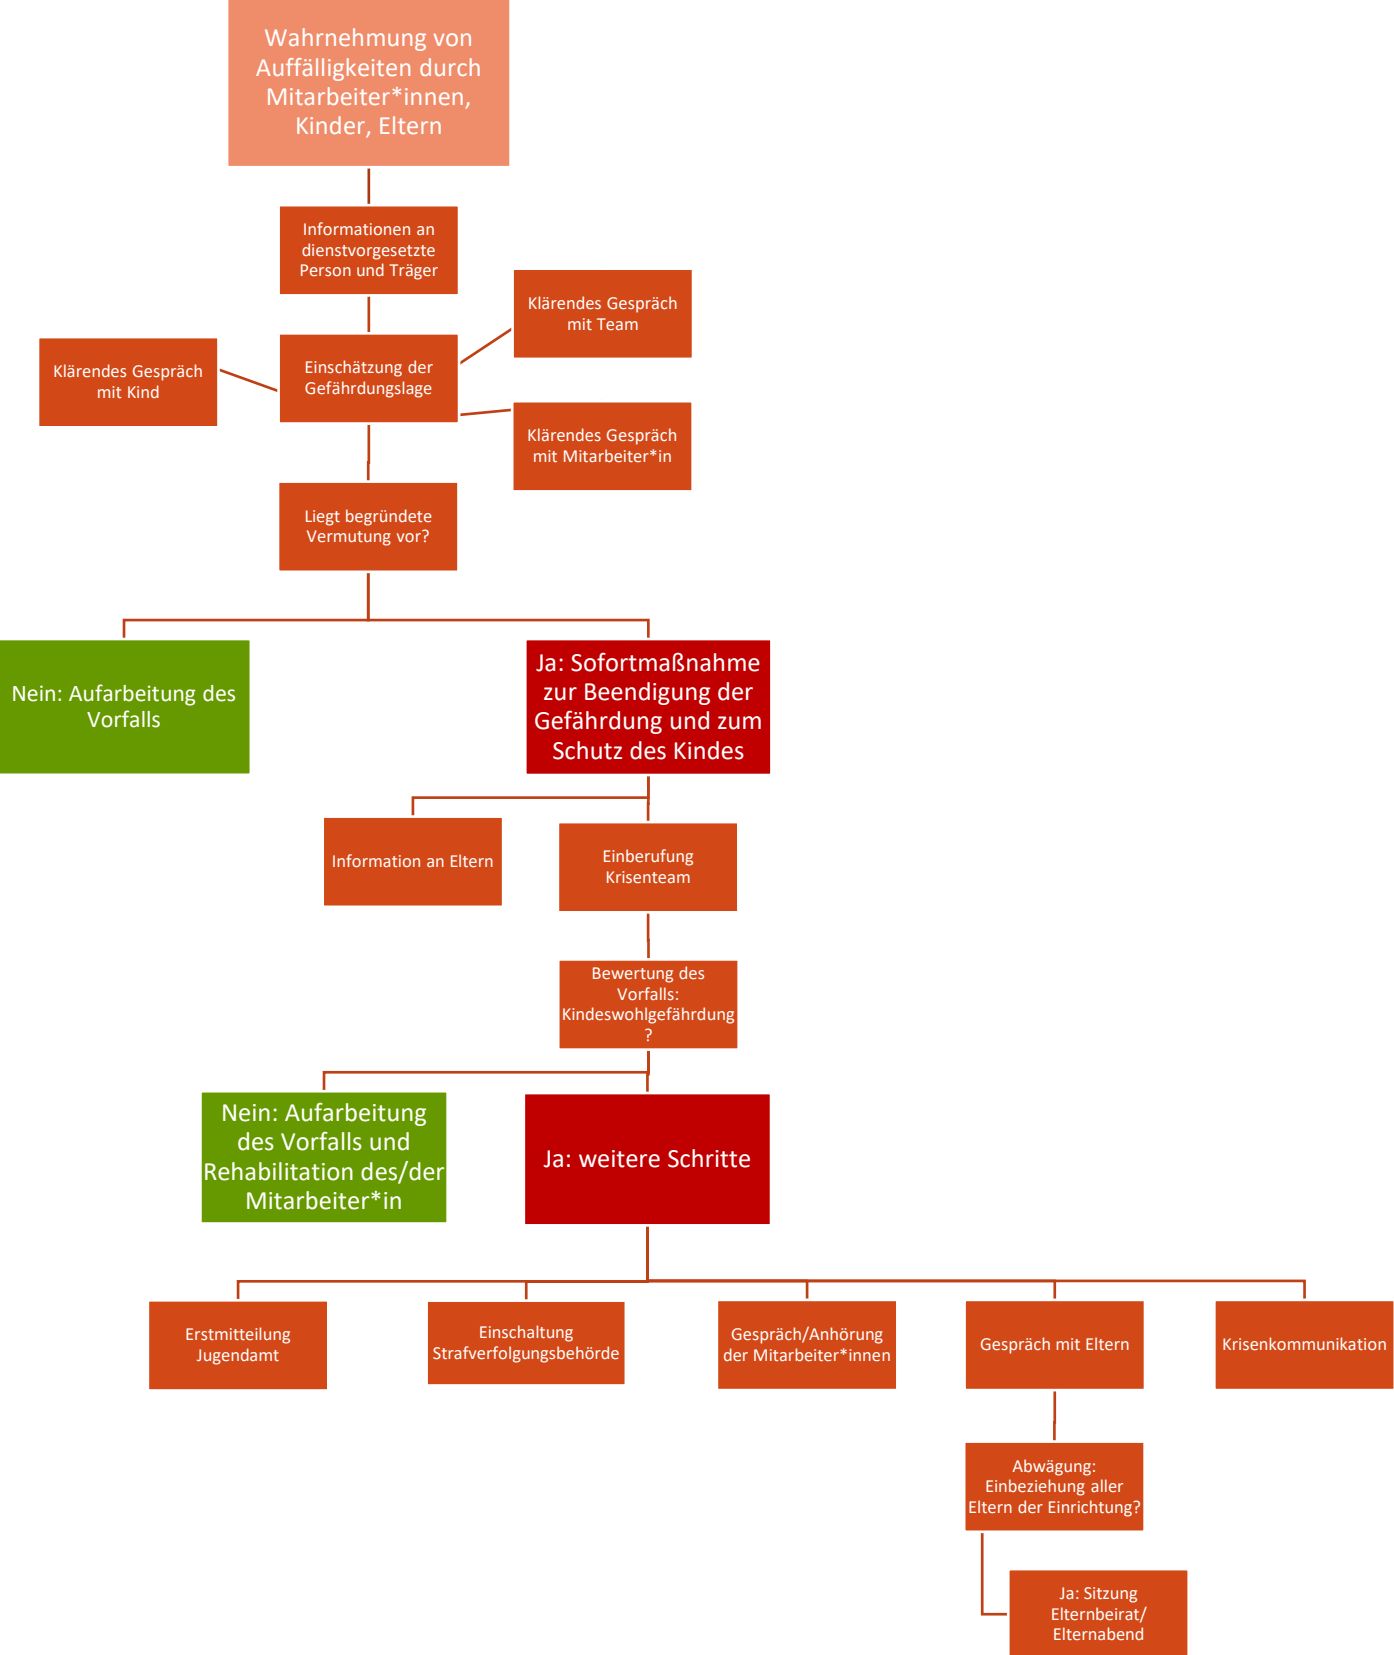 Wahrnehmung von
Auffälligkeiten durch
Mitarbeiter*innen,
Kinder, Eltern
Informationen an
dienstvorgesetzte
Person und Träger
Klärendes Gespräch
mit Team
Klärendes Gespräch
mit Kind
Einschätzung der
Gefährdungslage
Klärendes Gespräch
mit Mitarbeiter*in
Liegt begründete
Vermutung vor?
Nein: Aufarbeitung des
Vorfalls
Ja: Sofortmaßnahme
zur Beendigung der
Gefährdung und zum
Schutz des Kindes
Information an Eltern
Einberufung
Krisenteam
Bewertung des
Vorfalls:
Kindeswohlgefährdung
?
Nein: Aufarbeitung
des Vorfalls und
Rehabilitation des/der
Mitarbeiter*in
Ja: weitere Schritte
Erstmitteilung
Jugendamt
Einschaltung
Strafverfolgungsbehörde
Gespräch/Anhörung
der Mitarbeiter*innen
Gespräch mit Eltern
Krisenkommunikation
Abwägung:
Einbeziehung aller
Eltern der Einrichtung?
Ja: Sitzung
Elternbeirat/
Elternabend